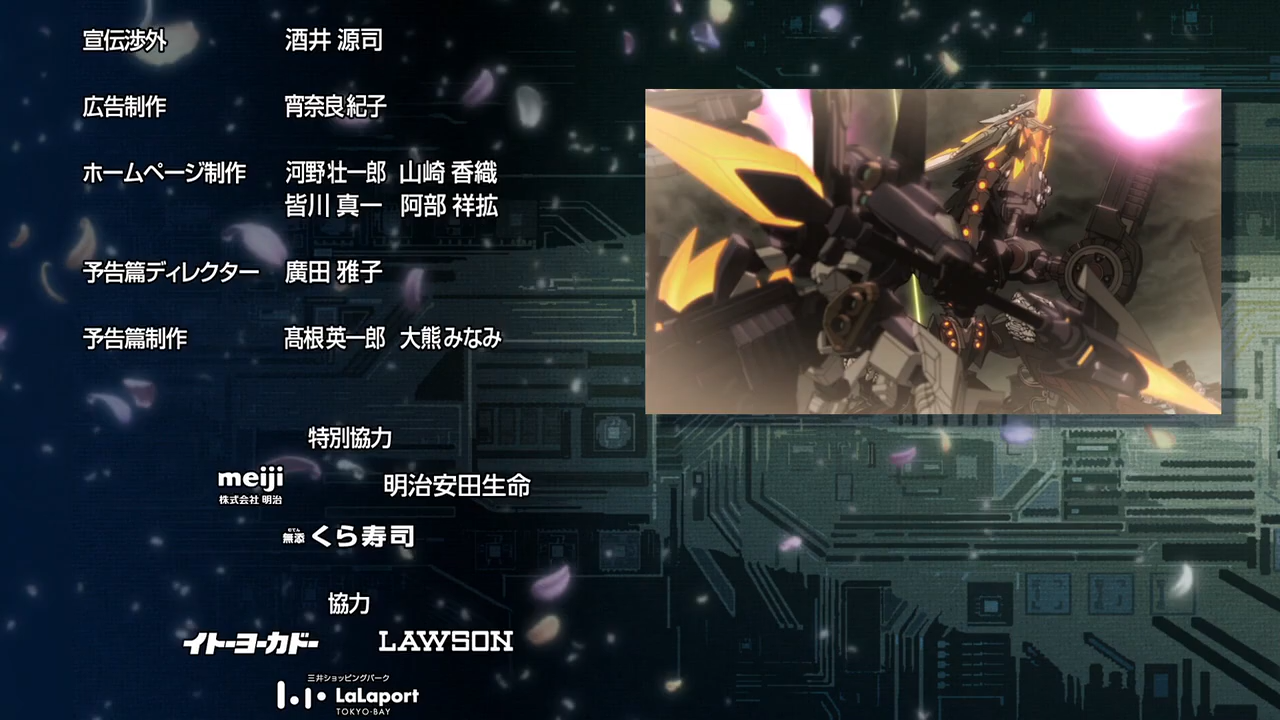 宣伝渉外 酒井 源司
広告制作 宵奈良紀子
ホームページ制作 河野壮一郎 山崎 香織
皆川 真一 阿部 祥拡
予告篇ディレクター 廣田 雅子
予告篇制作 髙根英一郎 大熊みなみ
特別協力
meiji
株式会社 明治
明治安田生命
むてん
無添 くら寿司
協力
イトーヨーカドー LAWSON
三井ショッピングパーク
LaLaport
TOKYO-BAY